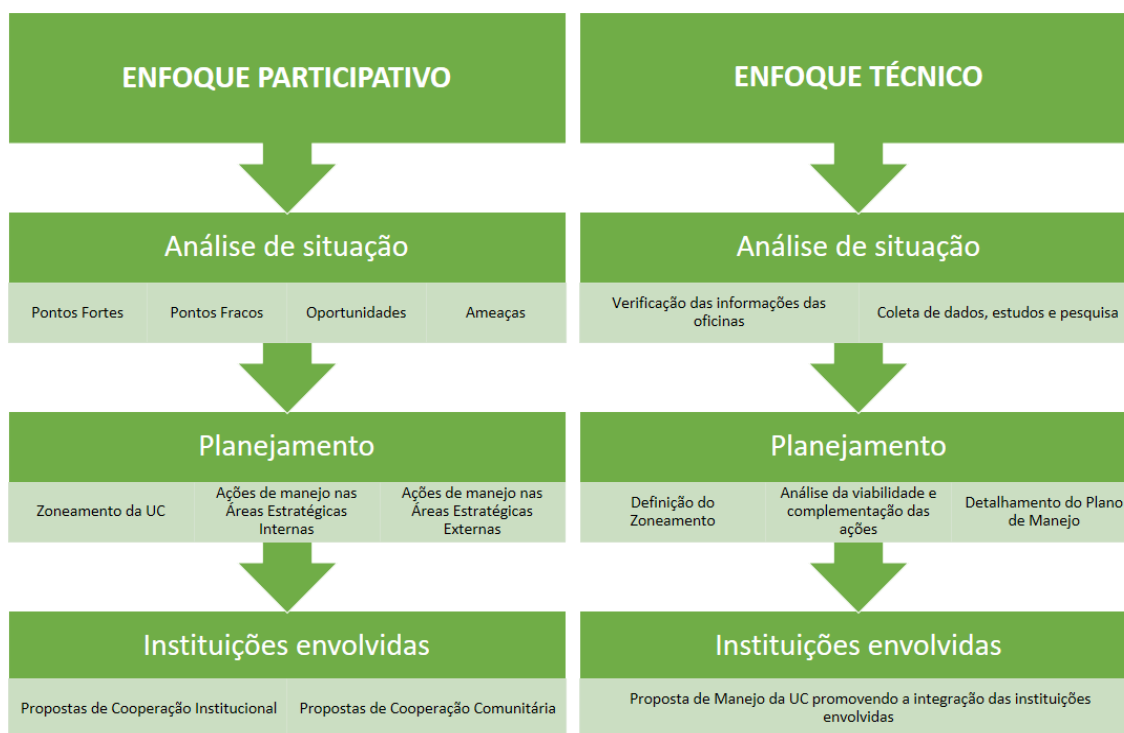 ENFOQUE PARTICIPATIVO
Análise de situação
Pontos Fortes
Pontos Fracos
Oportunidades
Ameaças
Planejamento
Zoneamento da UC
Ações de manejo nas
Áreas Estratégicas
Internas
Ações de manejo nas
Áreas Estratégicas
Externas
Instituições envolvidas
Propostas de Cooperação Institucional
Propostas de Cooperação Comunitária
ENFOQUE TÉCNICO
Análise de situação
Verificação das informações das
oficinas
Coleta de dados, estudos e pesquisa
Planejamento
Definição do
Zoneamento
Análise da viabilidade e
complementação das
ações
Detalhamento do Plano
de Manejo
Instituições envolvidas
Proposta de Manejo da UC promovendo a integração das instituições
envolvidas